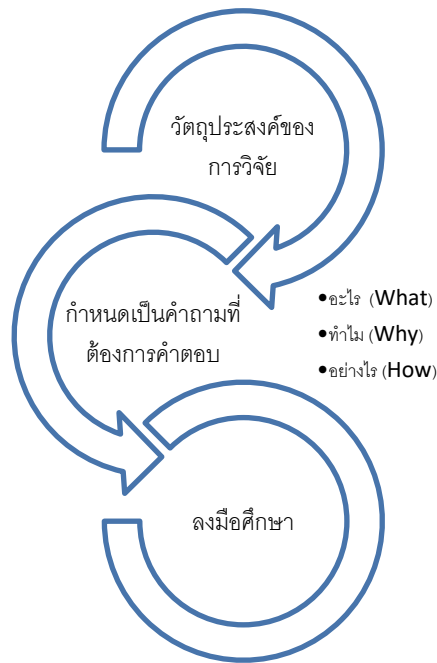 วัตถุประสงค์ของ
การวิจัย
กำหนดเป็นคำถามที่
ต้องการคำตอบ
•อะไร (What)
•ทำไม (Why)
•อย่างไร (How)
ลงมือศึกษา